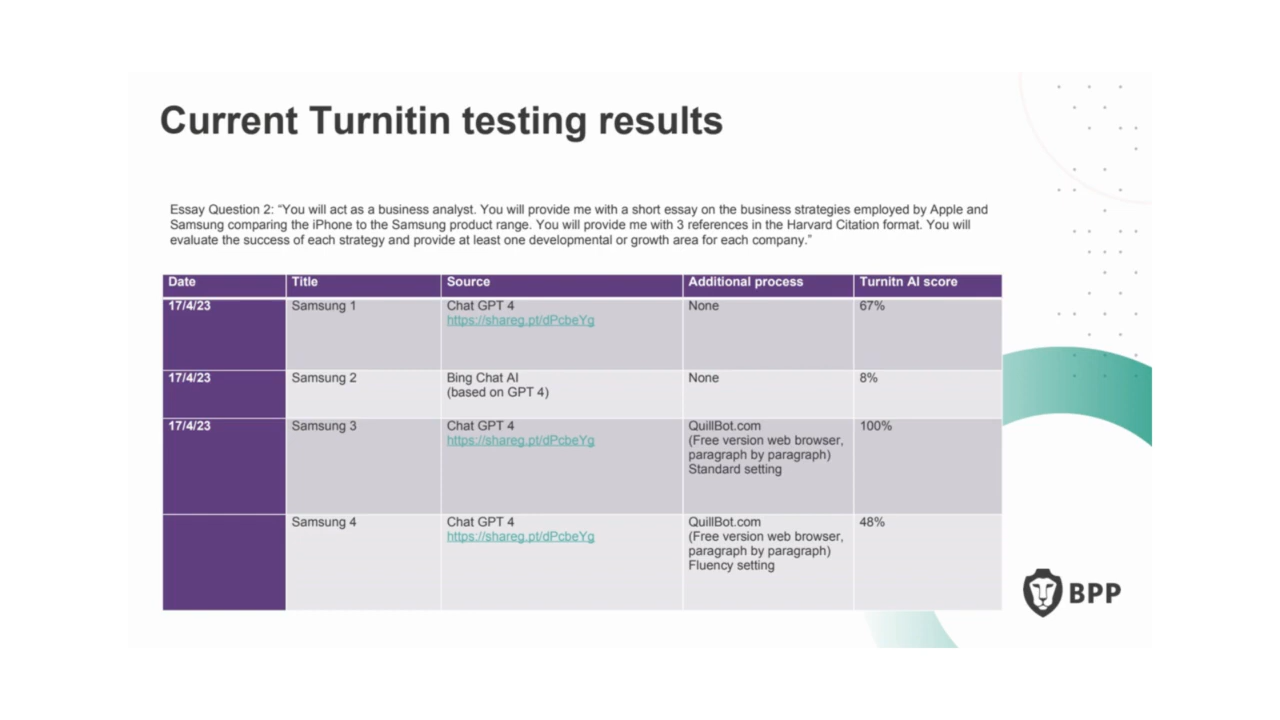 Current Turnitin testing results
Essay Question 2: “You will act as a business analyst. You will provide me with a short essay on the business strategies employed by Apple and
Samsung comparing the iPhone to the Samsung product range. You will provide me with 3 references in the Harvard Citation format. You will
evaluate the success of each strategy and provide at least one developmental or growth area for each company.”
Date Title Source Additional process Turnitn AI score
17/4/23 Samsung 1 Chat GPT 4 None 67%
https://shareg.pt/dPcbeYg
17/4/23 Samsung 2 Bing Chat AI None 8%
(based on GPT 4)
17/4/23 Samsung 3 Chat GPT 4 QuillBot.com 100%
https://shareg.pt/dPcbeYg (Free version web browser,
paragraph by paragraph)
Standard setting
Samsung 4 Chat GPT 4 QuillBot.com 48%
https://shareg.pt/dPcbeYg (Free version web browser,
paragraph by paragraph)
Fluency setting
BPP